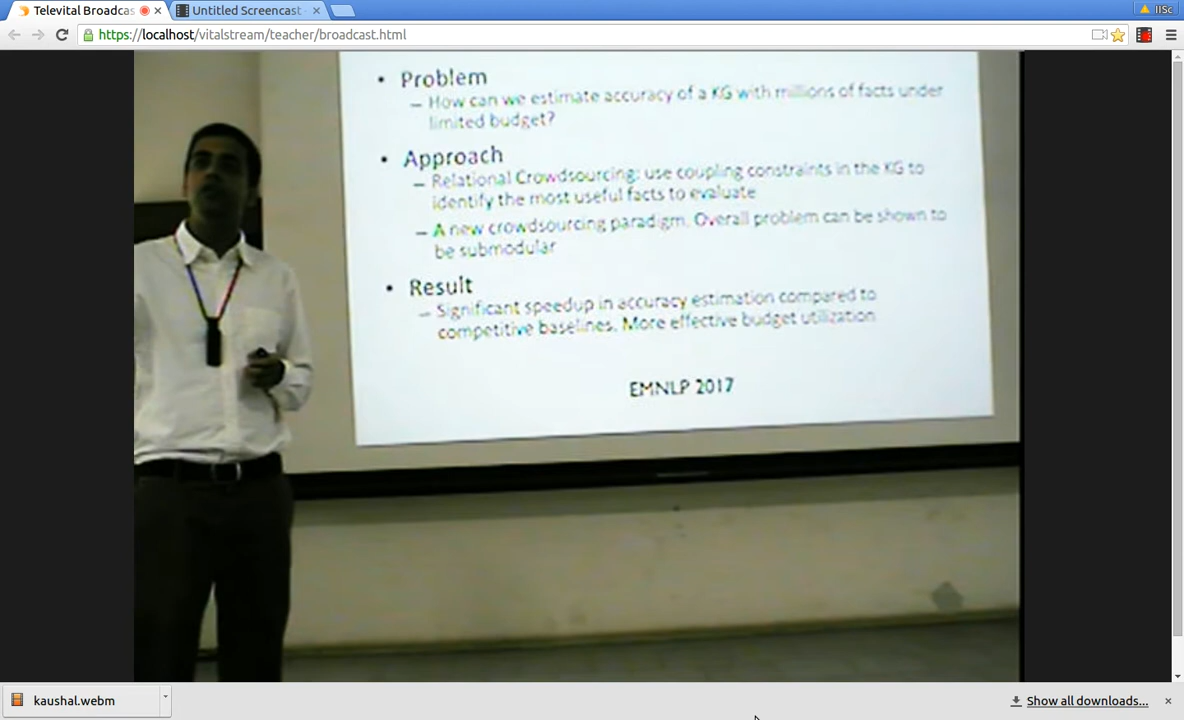 Televital Broadcas
Untitled Screencast -
IISc
https://localhost/vitalstream/teacher/broadcast.html
• Problem
– How can we estimate accuracy of a KG with millions of facts under
limited budget?
• Approach
– Relational Crowdsourcing: use coupling constraints in the KG to
identify the most useful facts to evaluate
– A new crowdsourcing paradigm. Overall problem can be shown to
be submodular
• Result
– Significant speedup in accuracy estimation compared to
competitive baselines. More effective budget utilization
EMNLP 2017
kaushal.webm
Show all downloads...